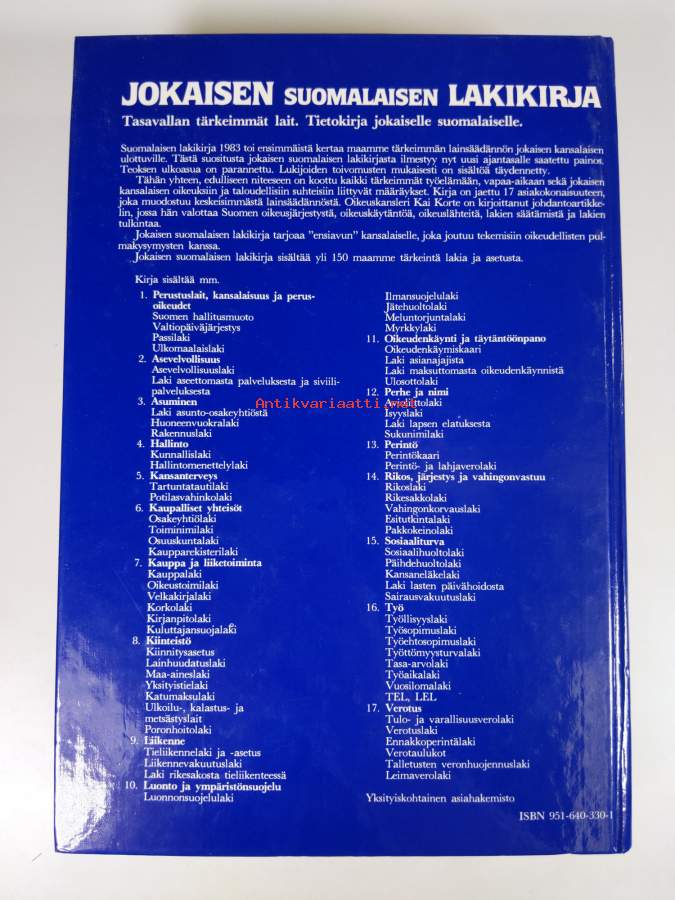 JOKAISEN SUOMALAISEN LAKIKIRJA
Tasavallan tärkeimmät lait. Tietokirja jokaiselle suomalaiselle.
Suomalaisen lakikirja 1983 toi ensimmäistä kertaa maamme tärkeimmän lainsäädännön jokaisen kansalaisen
ulottuville. Tästä suositusta jokaisen suomalaisen lakikirjasta ilmestyy nyt uusi ajantasalle saatettu painos.
Teoksen ulkoasua on parannettu. Lukijoiden toivomusten mukaisesti on sisältöä täydennetty.
Tähän yhteen, edulliseen niteeseen on koottu kaikki tärkeimmät työelämään, vapaa-aikaan sekä jokaisen
kansalaisen oikeuksiin ja taloudellisiin suhteisiin liittyvät määräykset. Kirja on jaettu 17 asiakokonaisuuteen,
joka muodostuu keskeisimmästä lainsäädännöstä. Oikeuskansleri Kai Korte on kirjoittanut johdantoartikke-
lin, jossa hän valottaa Suomen oikeusjärjestystä, oikeuskäytäntöä, oikeuslähteitä, lakien säätämistä ja lakien
tulkintaa.
Jokaisen suomalaisen lakikirja tarjoaa "ensiavun" kansalaiselle, joka joutuu tekemisiin oikeudellisten pul-
makysymysten kanssa.
Jokaisen suomalaisen lakikirja sisältää yli 150 maamme tärkeintä lakia ja asetusta.
Kirja sisältää mm.
1. Perustuslait, kansalaisuus ja perus-
oikeudet
Suomen hallitusmuoto
Valtiopäiväjärjestys
Passilaki
Ulkomaalaislaki
2. Asevelvollisuus
Asevelvollisuuslaki
Laki aseettomasta palveluksesta ja siviili-
palveluksesta
3. Asuminen
Laki asunto-osakeyhtiöstä
Huoneenvuokralaki
Rakennuslaki
4. Hallinto
Kunnallislaki
Hallintomenettelylaki
5. Kansanterveys
Tartuntatautilaki
Potilasvahinkolaki
6. Kaupalliset yhteisöt
Osakeyhtiölaki
Toiminimilaki
Osuuskuntalaki
Kaupparekisterilaki
7. Kauppa ja liiketoiminta
Kauppalaki
Oikeustoimilaki
Velkakirjalaki
Korkolaki
Kirjanpitolaki
Kuluttajansuojalaki
8. Kiinteistö
Kiinnitysasetus
Lainhuudatuslaki
Maa-aineslaki
Yksityistielaki
Katumaksulaki
Ulkoilu-, kalastus- ja
metsästyslait
Poronhoitolaki
9. Liikenne
Tieliikennelaki ja -asetus
Liikennevakuutuslaki
Laki rikesakosta tieliikenteessä
10. Luonto ja ympäristönsuojelu
Luonnonsuojelulaki
Ilmansuojelulaki
Jätehuoltolaki
Meluntorjuntalaki
Myrkkylaki
11. Oikeudenkäynti ja täytäntöönpano
Oikeudenkäymiskaari
Laki asianajajista
Laki maksuttomasta oikeudenkäynnistä
Ulosottolaki
12. Perhe ja nimi
Avioliittolaki
Isyyslaki
Laki lapsen elatuksesta
Sukunimilaki
13. Perintö
Perintökaari
Perintö- ja lahjaverolaki
14. Rikos, järjestys ja vahingonvastuu
Rikoslaki
Rikesakkolaki
Vahingonkorvauslaki
Esitutkintalaki
Pakkokeinolaki
15. Sosiaaliturva
Sosiaalihuoltolaki
Päihdehuoltolaki
Kansaneläkelaki
Laki lasten päivähoidosta
Sairausvakuutuslaki
16. Työ
Työllisyyslaki
Työsopimuslaki
Työehtosopimuslaki
Työttömyysturvalaki
Tasa-arvolaki
Työaikalaki
Vuosilomalaki
TEL, LEL
17. Verotus
Tulo- ja varallisuusverolaki
Verotuslaki
Ennakkoperintälaki
Verotaulukot
Talletusten veronhuojennuslaki
Leimaverolaki
Yksityiskohtainen asiahakemisto
ISBN 951-640-330-1
Antikvariaatti.net